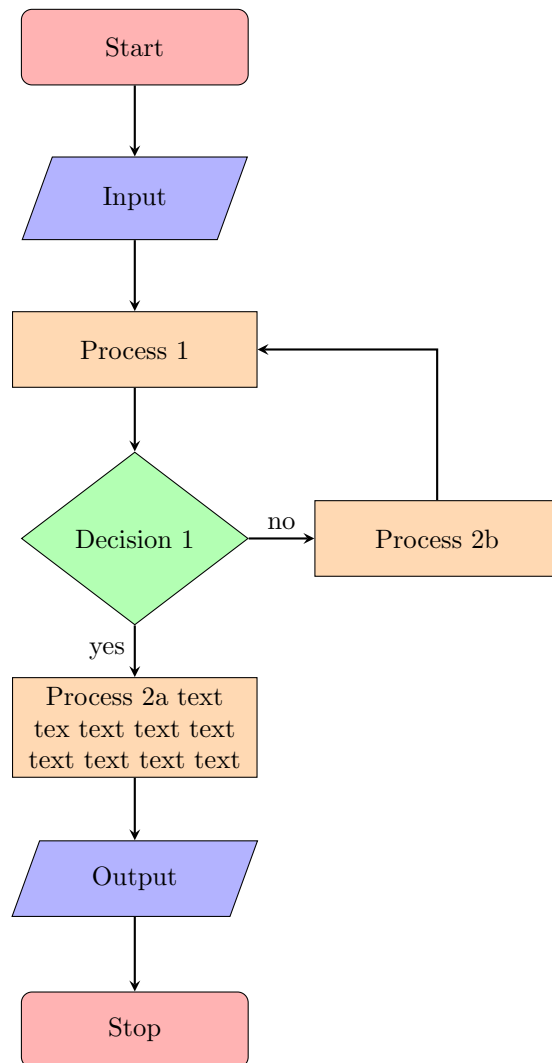 Start
Input
Process 1
Decision 1
no
Process 2b
yes
Process 2a text
tex text text text
text text text text
Output
Stop